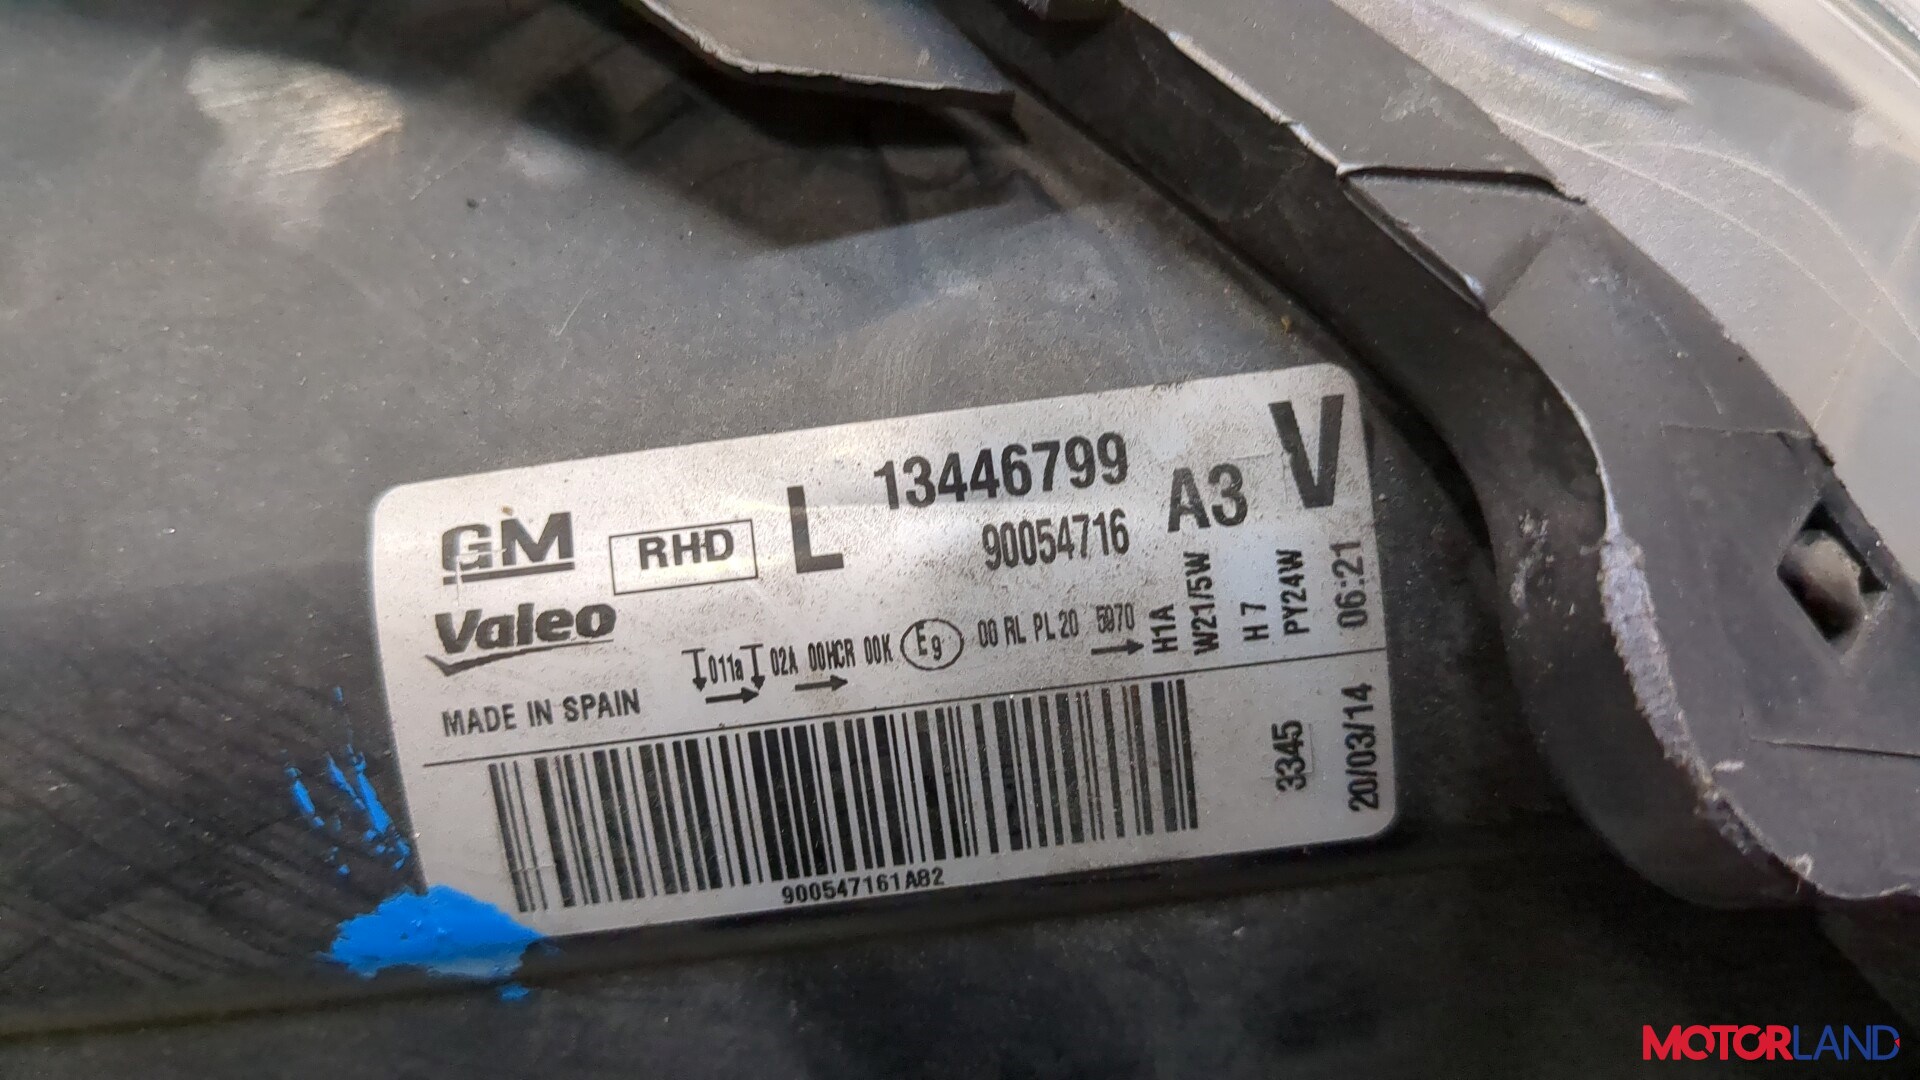 GM RHD L 13446799 A3 V
90054716
Valeo
011a 02A 00HCR 00K E9 00 RL PL 20 5970
H1A
W21/5W
H7
PY24W
06:21
MADE IN SPAIN
3345
20/03/14
900547161A82
MOTORLAND